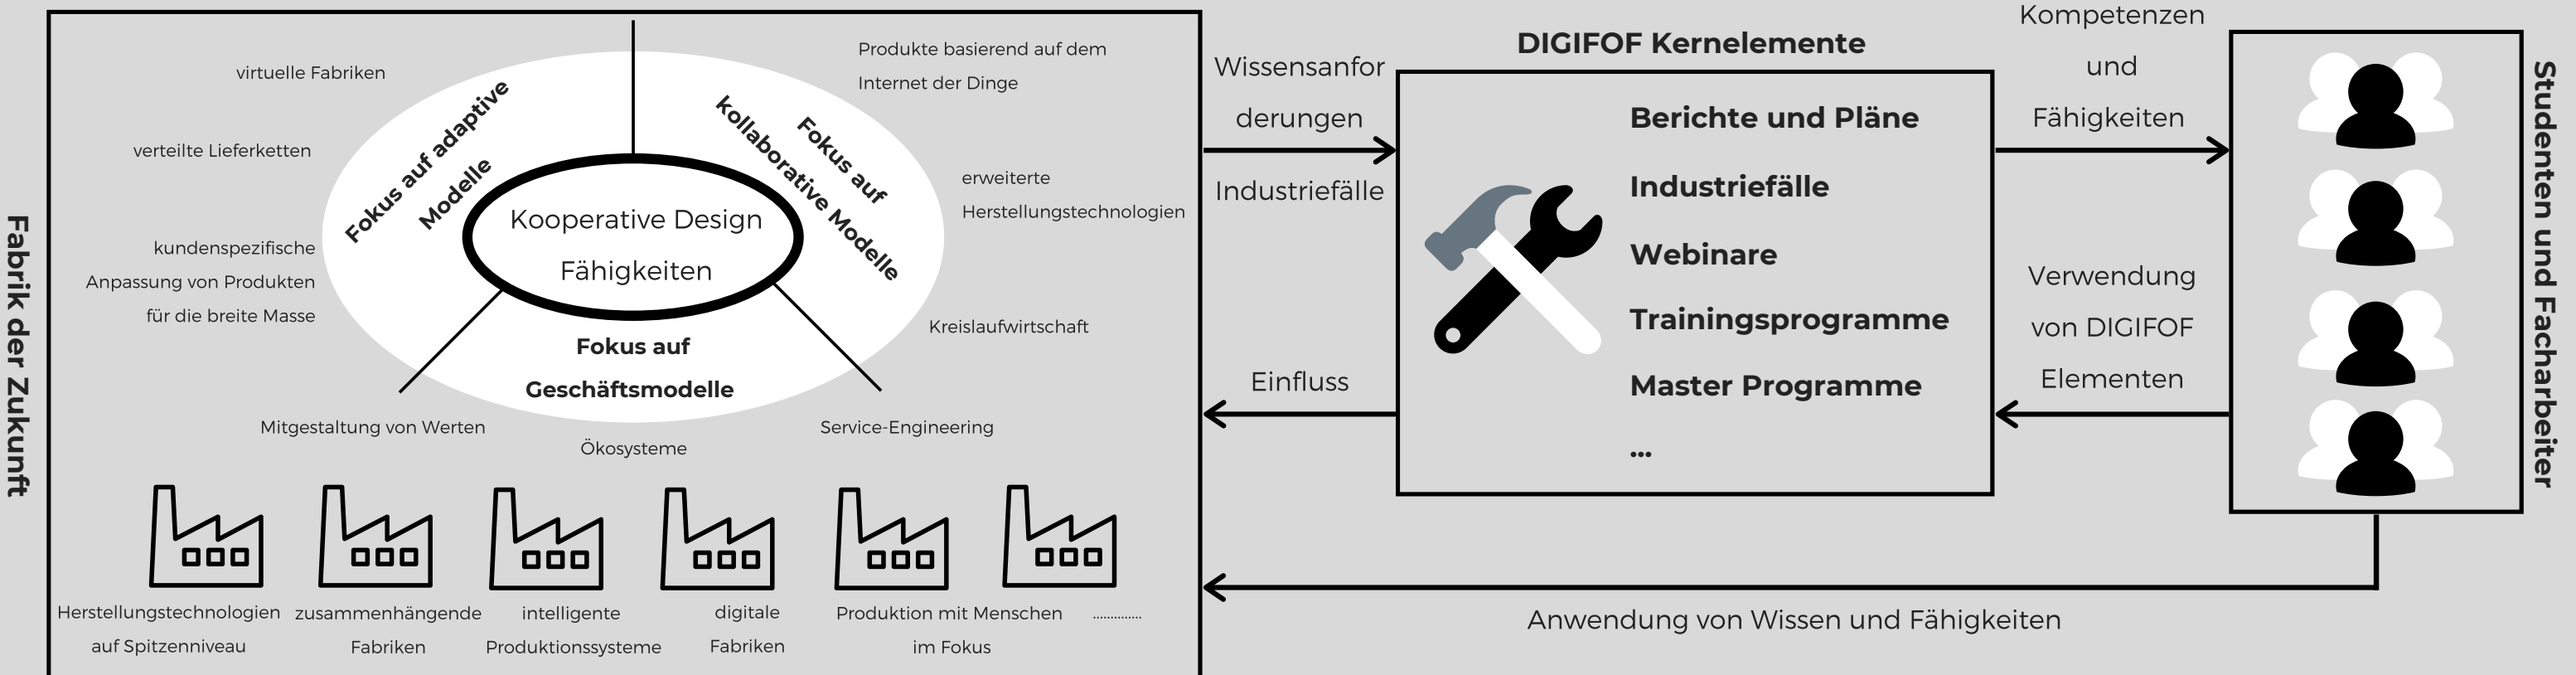 Fabrik der Zukunft
virtuelle Fabriken
verteilte Lieferketten
kundenspezifische
Anpassung von Produkten
für die breite Masse
Fokus auf adaptive
Modelle
Fokus auf
kollaborative Modelle
Kooperative Design
Fähigkeiten
Fokus auf
Geschäftsmodelle
Produkte basierend auf dem
Internet der Dinge
erweiterte
Herstellungstechnologien
Kreislaufwirtschaft
Mitgestaltung von Werten
Ökosysteme
Service-Engineering
Herstellungstechnologien
auf Spitzenniveau
zusammenhängende
Fabriken
intelligente
Produktionssysteme
digitale
Fabriken
Produktion mit Menschen
im Fokus
..............
Wissensanfor
derungen
Industriefälle
Einfluss
DIGIFOF Kernelemente
Berichte und Pläne
Industriefälle
Webinare
Trainingsprogramme
Master Programme
...
Kompetenzen
und
Fähigkeiten
Verwendung
von DIGIFOF
Elementen
Studenten und Facharbeiter
Anwendung von Wissen und Fähigkeiten